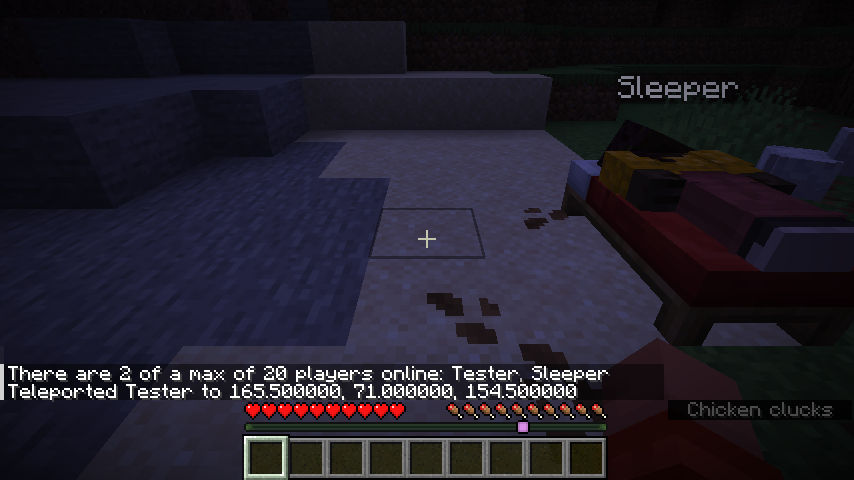 Sleeper
There are 2 of a max of 20 players online: Tester, Sleeper
Teleported Tester to 165.500000, 71.000000, 154.500000
Chicken clucks